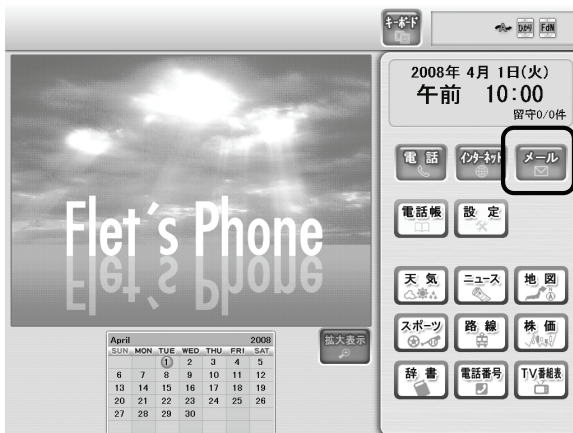 キーボード
ひかり FdN
2008年 4月 1日(火)
午前 10:00
留守0/0件
電話 インターネット メール
電話帳 設定
天気 ニュース 地図
スポーツ 路線 株価
辞書 電話番号 TV番組表
Flet's Phone
拡大表示
April 2008
SUN MON TUE WED THU FRI SAT
1 2 3 4 5
6 7 8 9 10 11 12
13 14 15 16 17 18 19
20 21 22 23 24 25 26
27 28 29 30